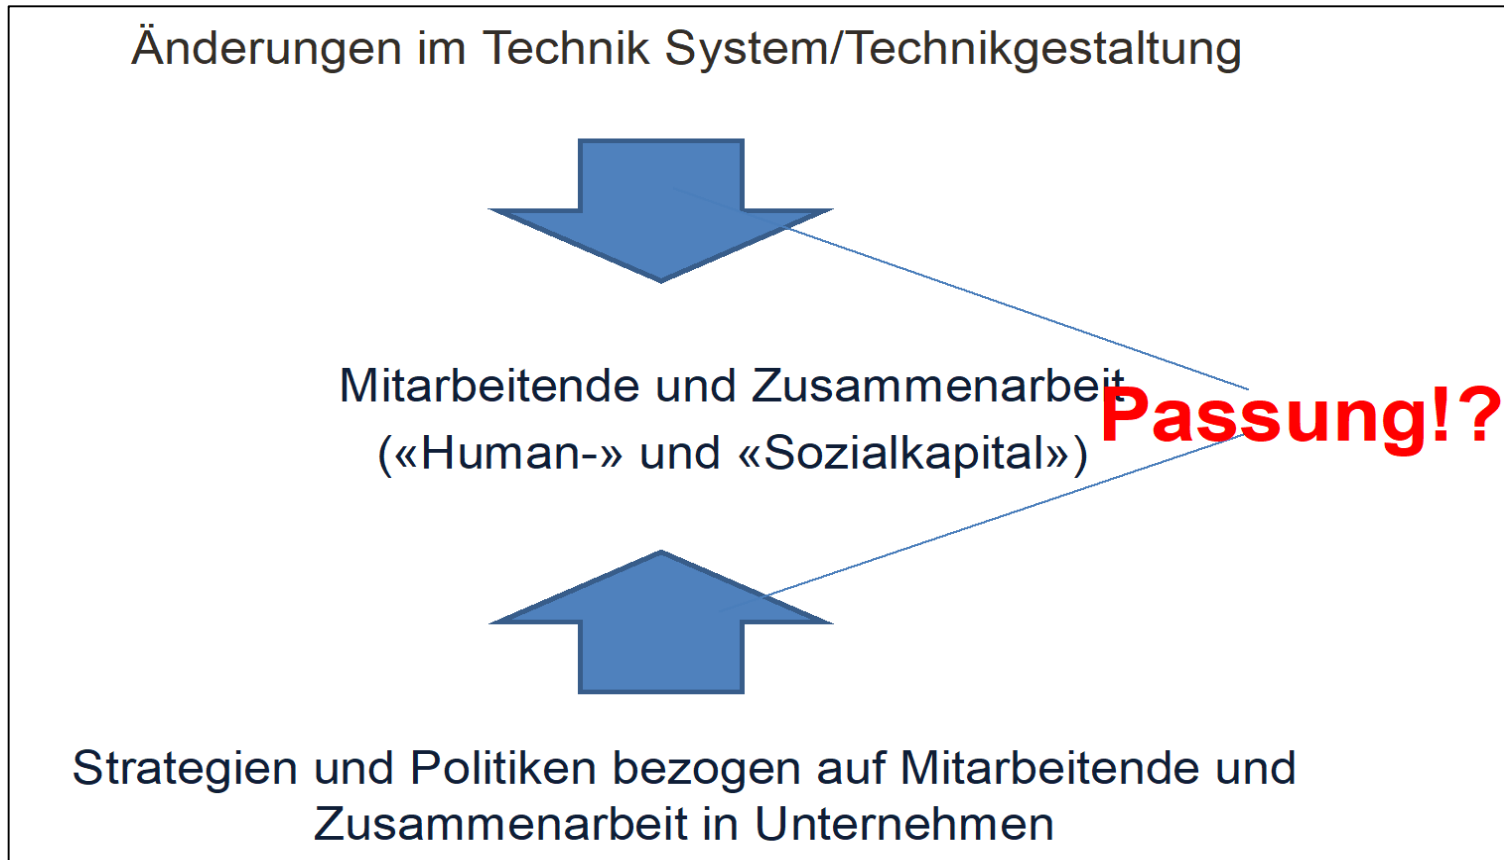 Änderungen im Technik System/Technikgestaltung
Mitarbeitende und Zusammenarbeit
(«Human-» und «Sozialkapital»)
Passung!?
Strategien und Politiken bezogen auf Mitarbeitende und
Zusammenarbeit in Unternehmen